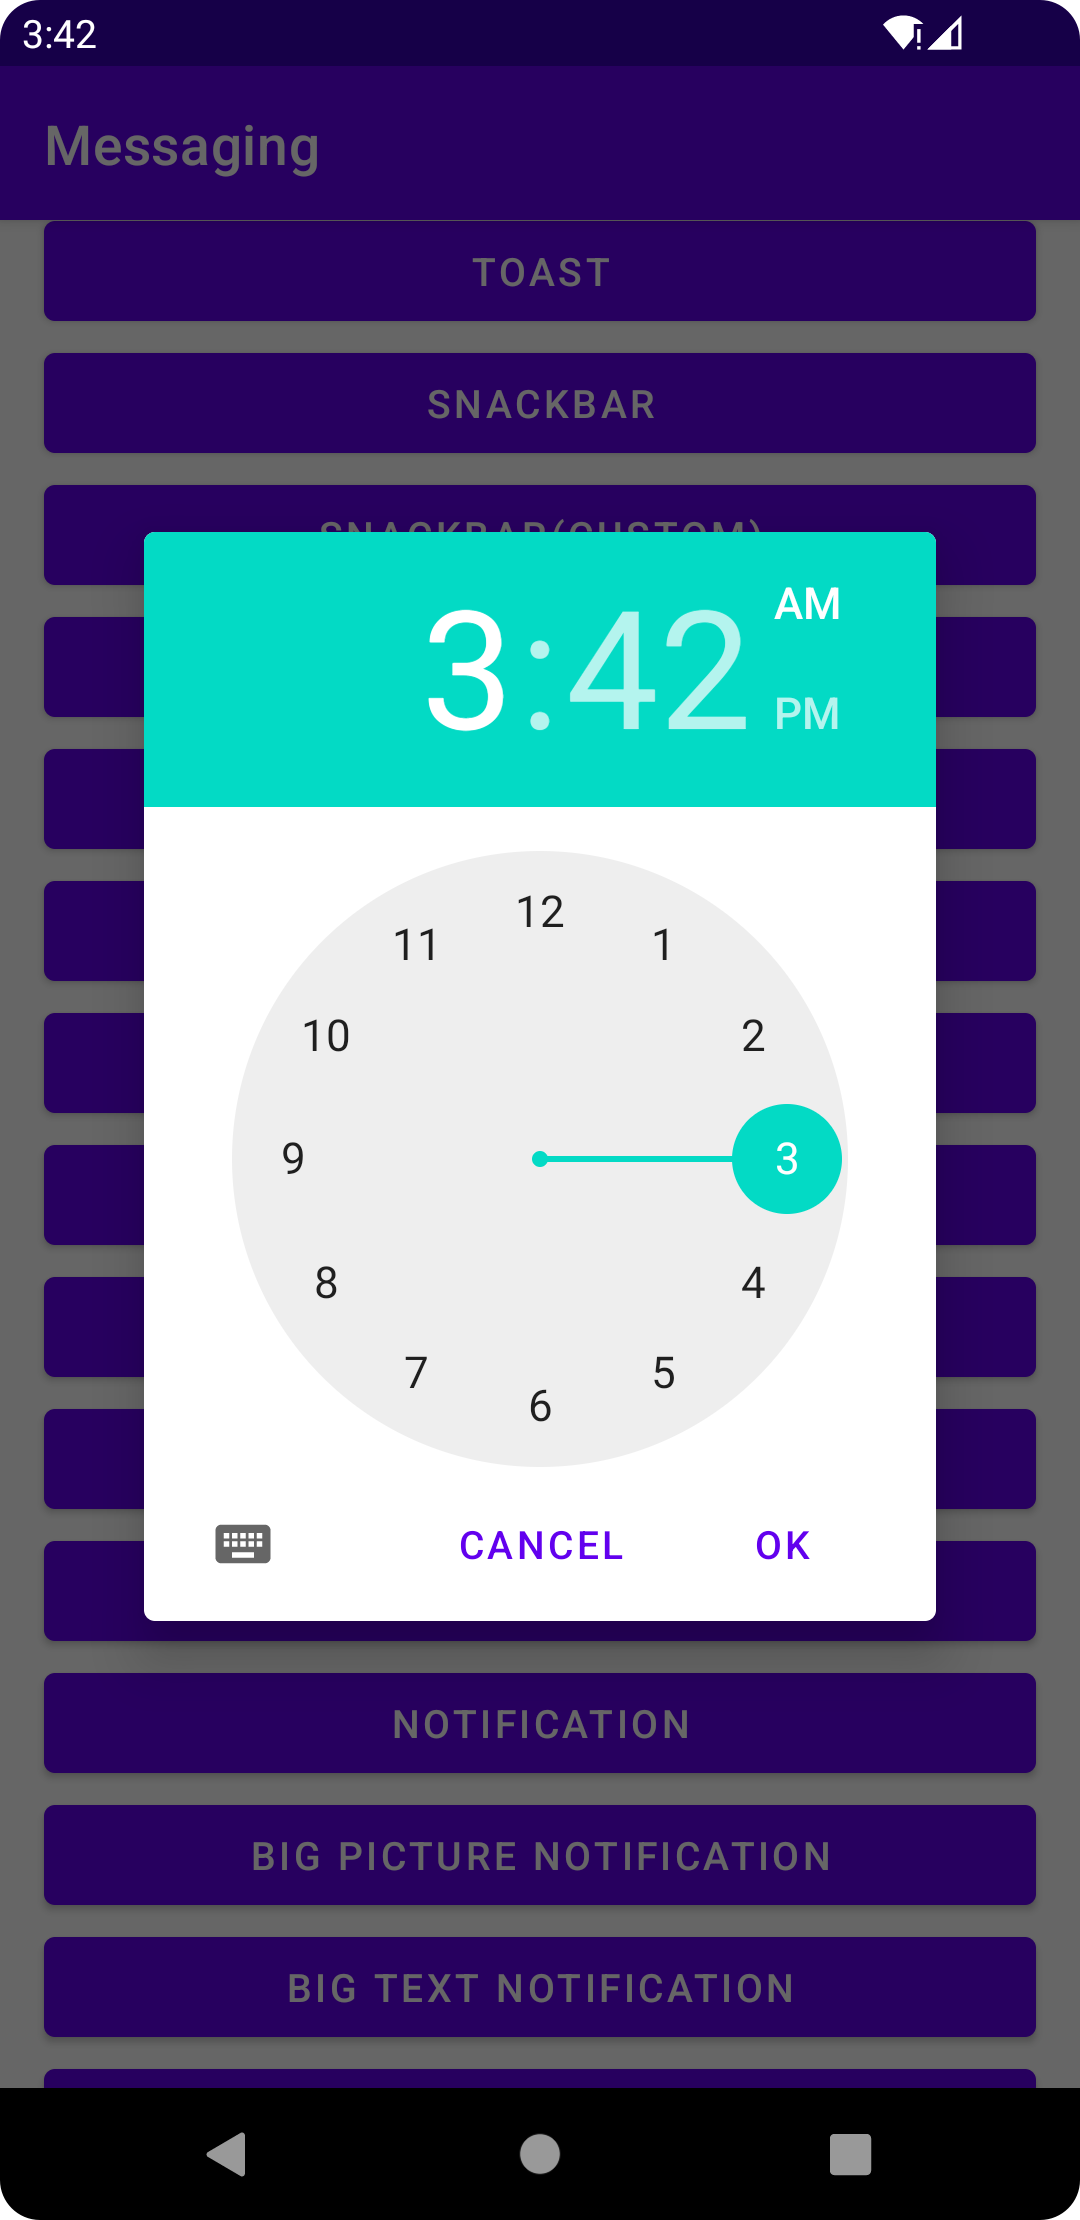 3:42
Messaging
TOAST
SNACKBAR
SNACKBAR(CUSTOM)
3:42
AM
PM
12
11
1
10
2
9
3
8
4
7
5
6
CANCEL
OK
NOTIFICATION
BIG PICTURE NOTIFICATION
BIG TEXT NOTIFICATION